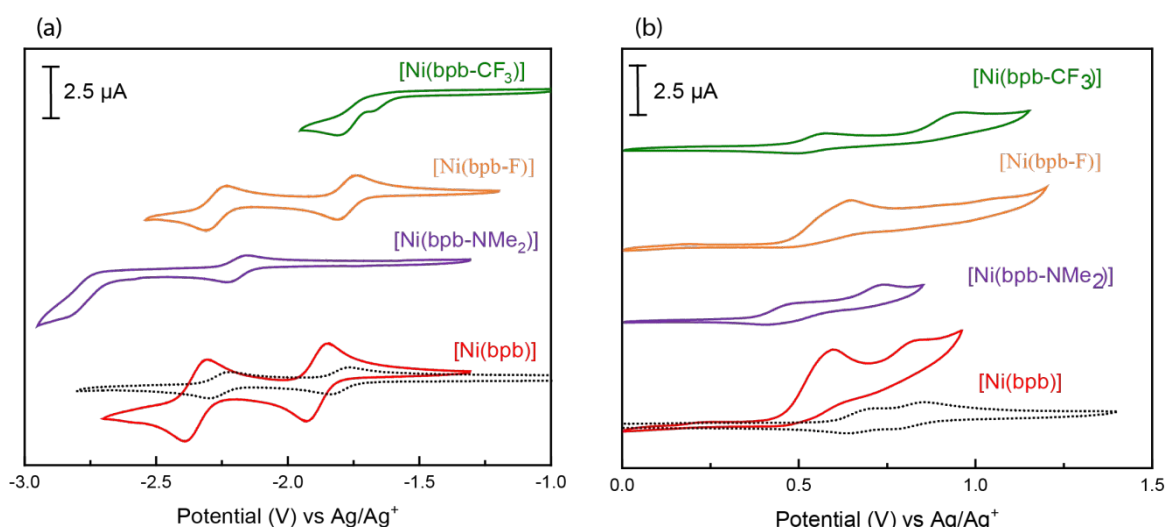 (a)
2.5 µA
[Ni(bpb-CF₃)]
[Ni(bpb-F)]
[Ni(bpb-NMe₂)]
[Ni(bpb)]
-3.0 -2.5 -2.0 -1.5 -1.0
Potential (V) vs Ag/Ag⁺
(b)
2.5 µA
[Ni(bpb-CF3)]
[Ni(bpb-F)]
[Ni(bpb-NMe2)]
[Ni(bpb)]
0.0 0.5 1.0 1.5
Potential (V) vs Ag/Ag⁺